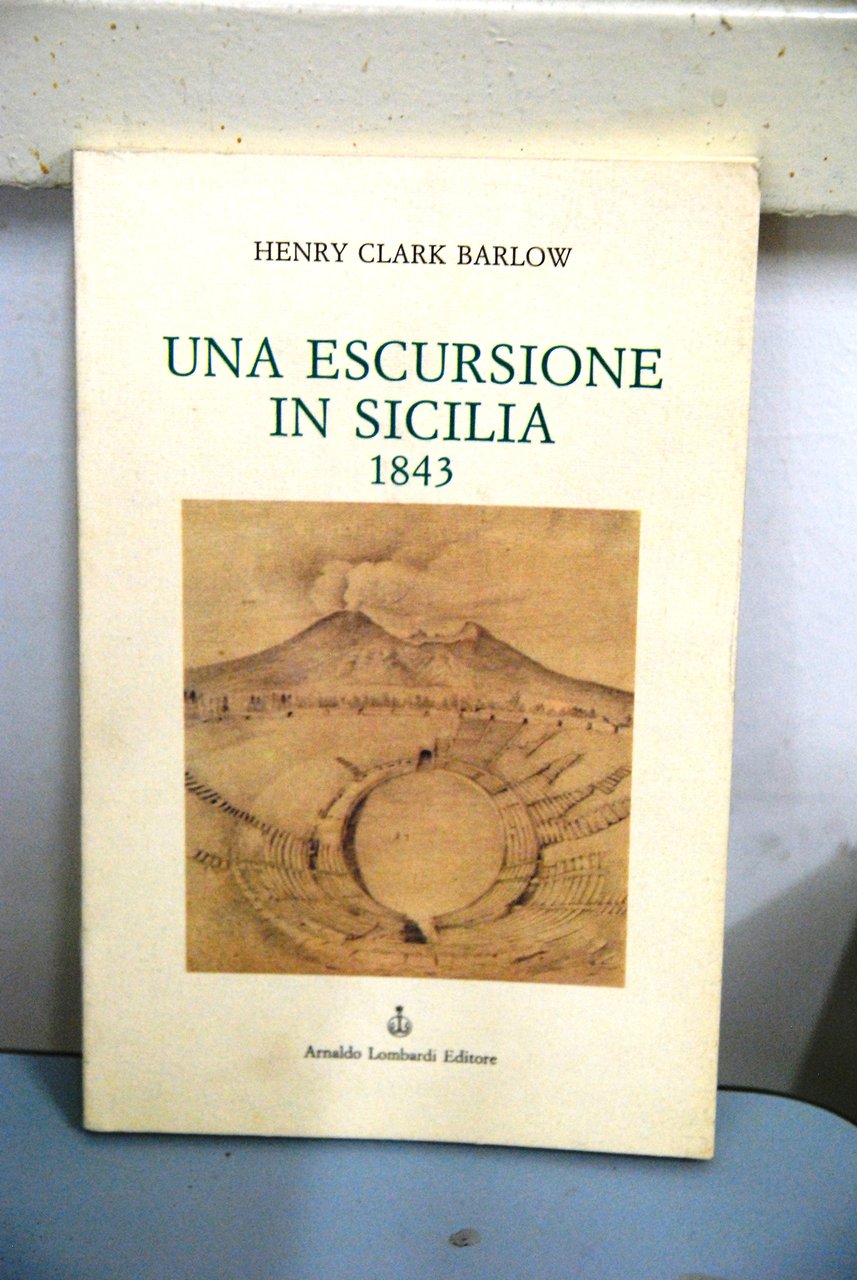 HENRY CLARK BARLOW
UNA ESCURSIONE
IN SICILIA
1843
Arnaldo Lombardi Editore